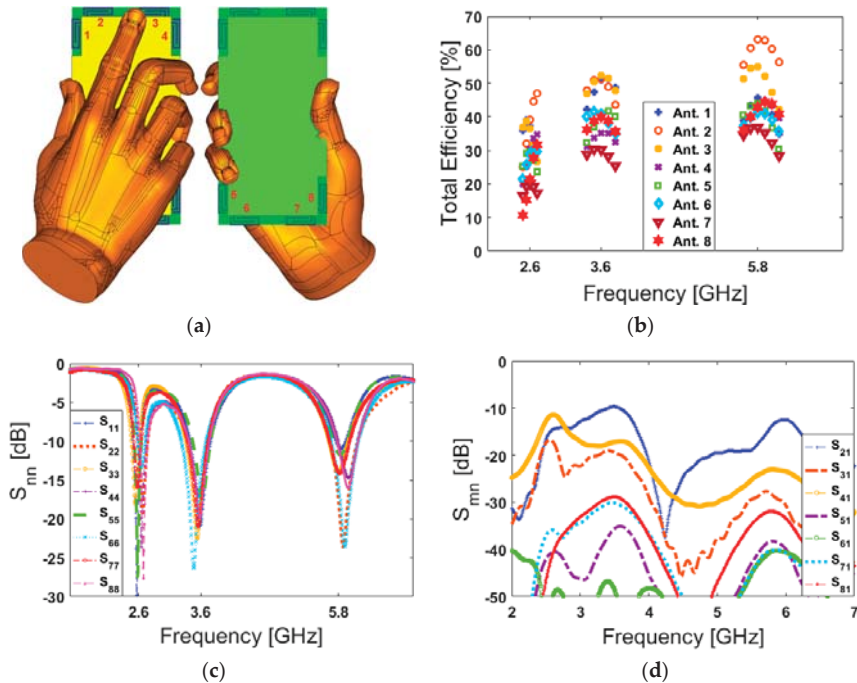 1
2
3
4
5
6
7
8
(a)
Total Efficiency [%]
70
60
50
40
30
20
10
0
2.6
3.6
5.8
Frequency [GHz]
Ant. 1
Ant. 2
Ant. 3
Ant. 4
Ant. 5
Ant. 6
Ant. 7
Ant. 8
(b)
Snn [dB]
0
-5
-10
-15
-20
-25
-30
S11
S22
S33
S44
S55
S66
S77
S88
2.6
3.6
5.8
Frequency [GHz]
(c)
Smn [dB]
0
-10
-20
-30
-40
-50
S21
S31
S41
S51
S61
S71
S81
2
3
4
5
6
7
Frequency [GHz]
(d)